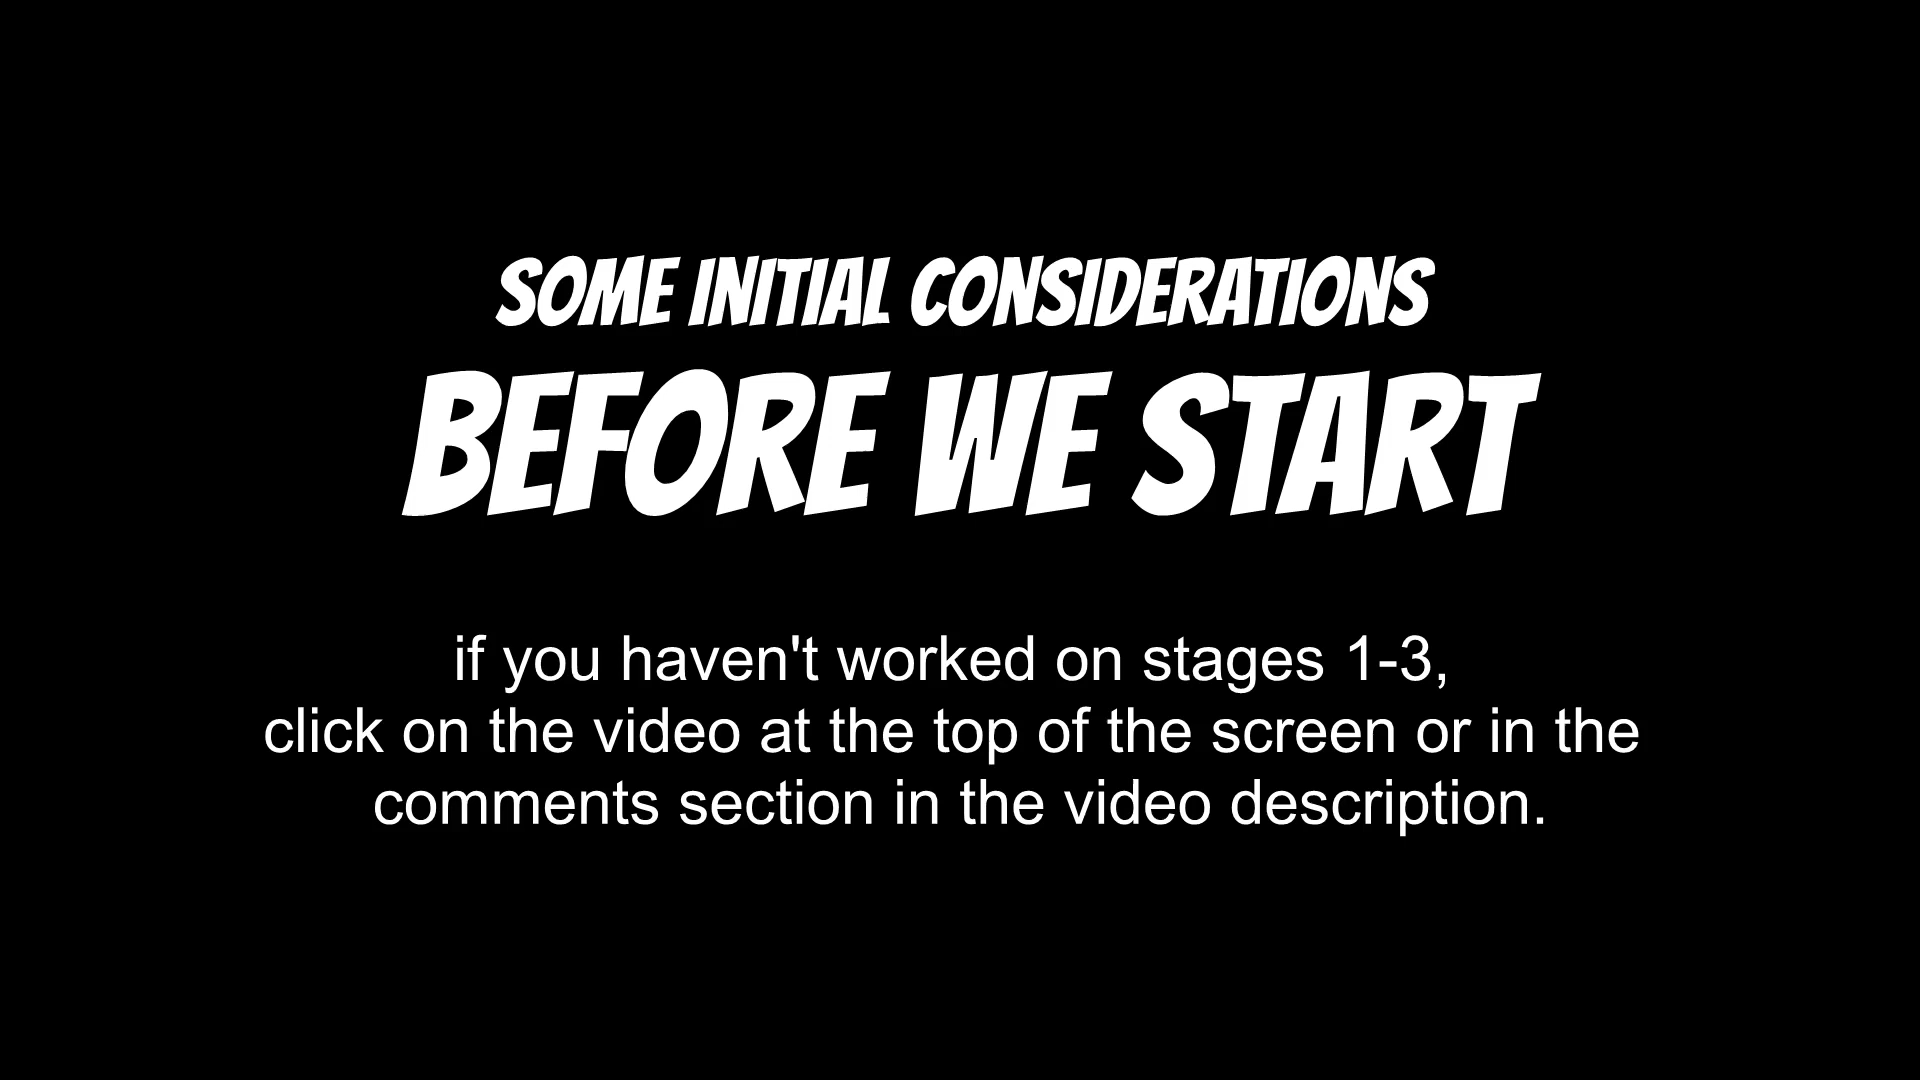 SOME INITIAL CONSIDERATIONS
BEFORE WE START
if you haven't worked on stages 1-3,
click on the video at the top of the screen or in the
comments section in the video description.